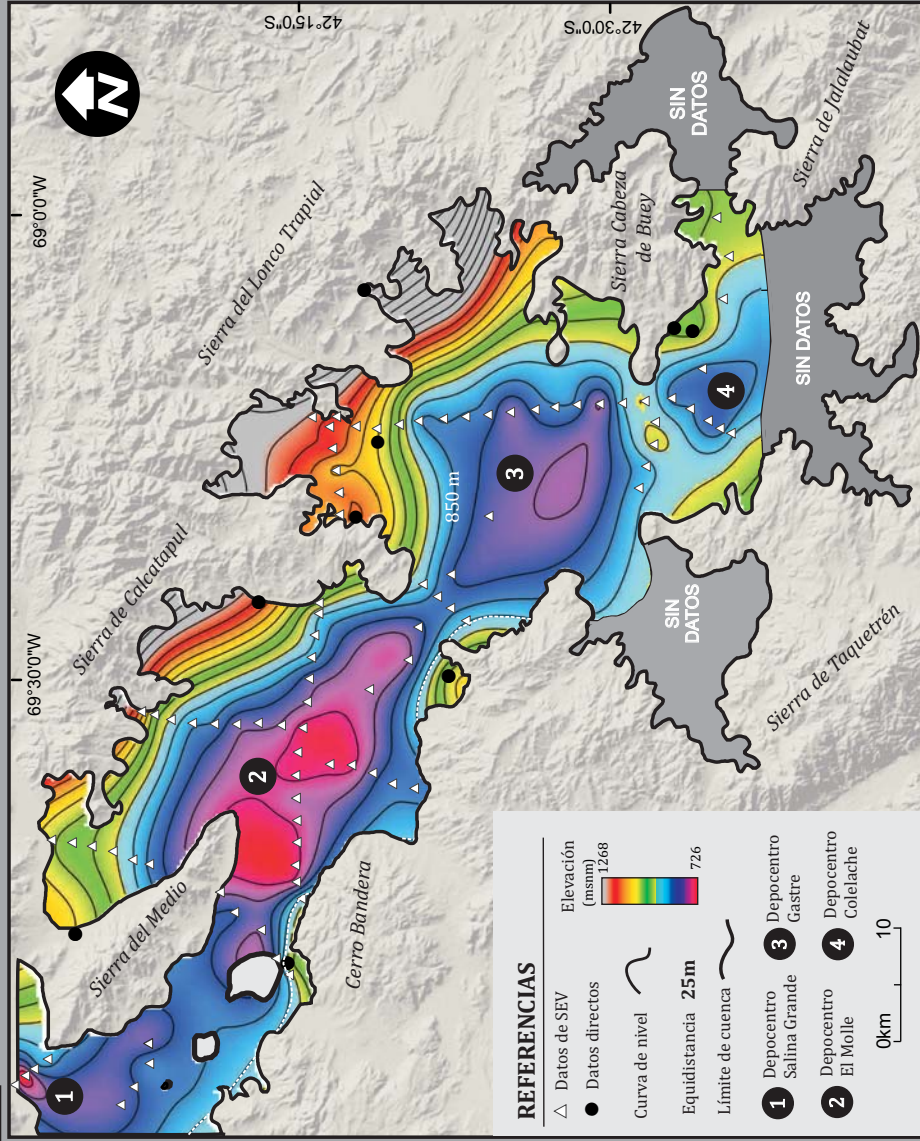 N
42°15'0"S
42°30'0"S
69°0'0"W
69°30'0"W
Sierra del Lonco Trapial
Sierra de Calcatapul
Sierra Cabeza
de Buey
Sierra de Jalalaubat
Sierra de Taquetrén
Sierra del Medio
Cerro Bandera
SIN
DATOS
SIN DATOS
SIN
DATOS
850 m
1
2
3
4
REFERENCIAS
Datos de SEV
Datos directos
Curva de nivel
Equidistancia 25m
Límite de cuenca
Elevación
(msnm)
1268
726
1 Depocentro
Salina Grande
2 Depocentro
El Molle
3 Depocentro
Gastre
4 Depocentro
Colelache
0km 10